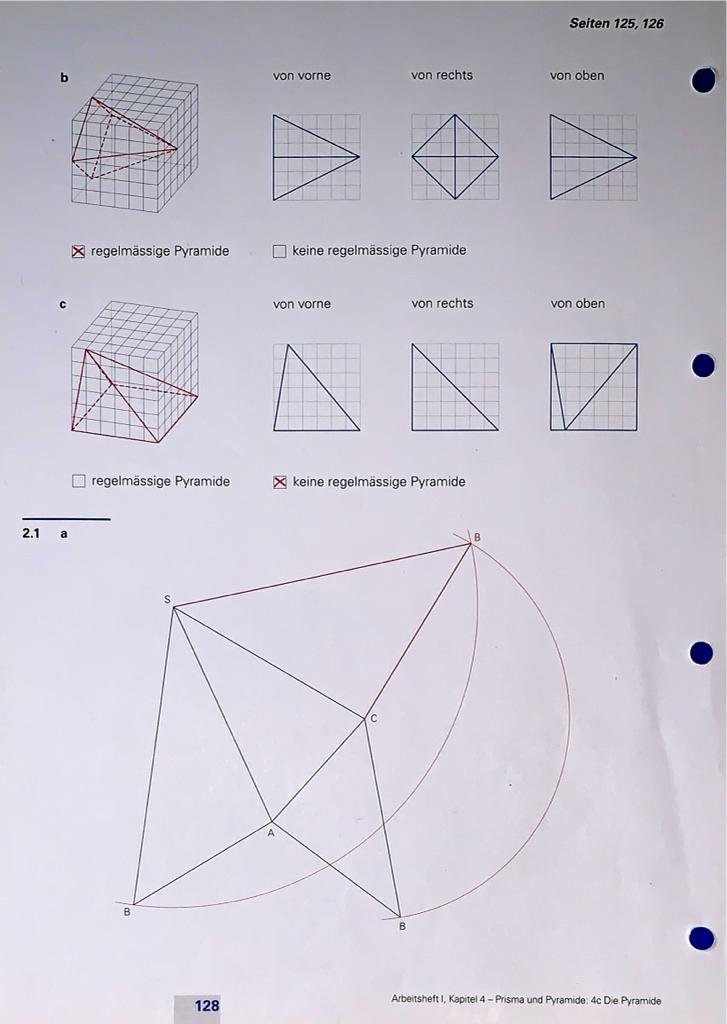 Seiten 125, 126
b von vorne von rechts von oben
regelmässige Pyramide keine regelmässige Pyramide
c von vorne von rechts von oben
regelmässige Pyramide keine regelmässige Pyramide
2.1 a
B
S
C
A
B
B
128 Arbeitsheft I, Kapitel 4 – Prisma und Pyramide: 4c Die Pyramide